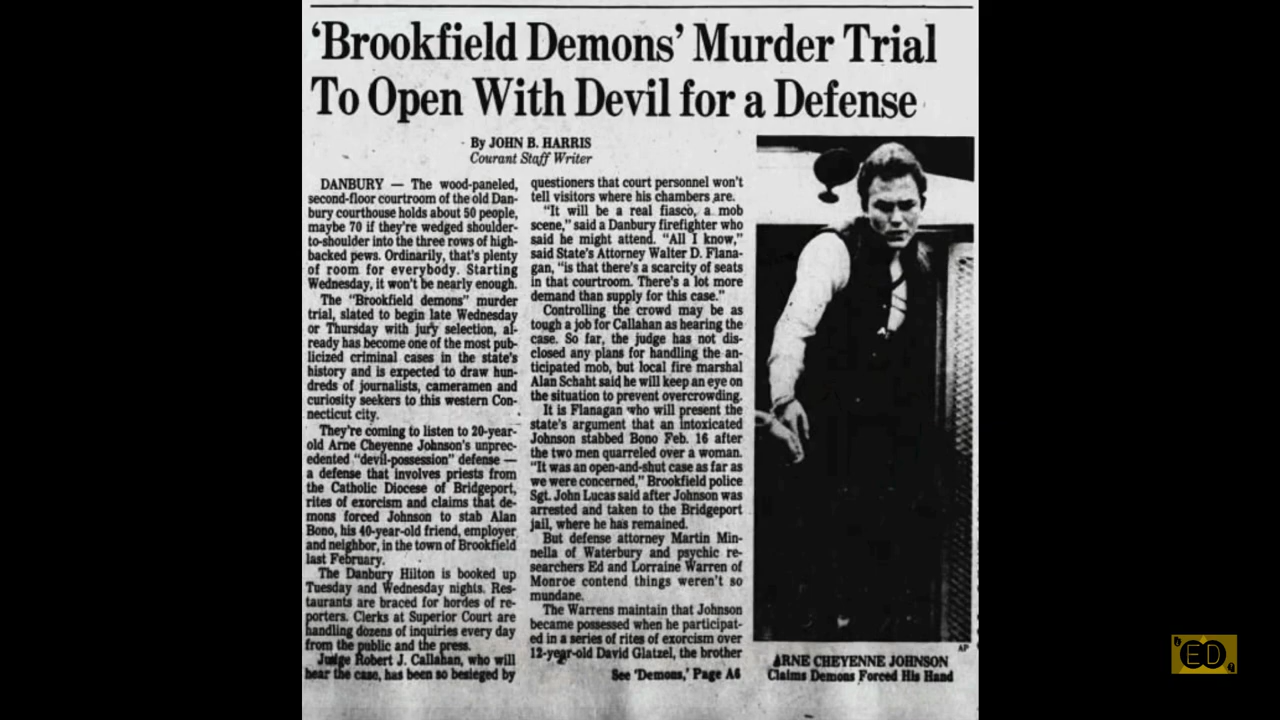 ‘Brookfield Demons’ Murder Trial
To Open With Devil for a Defense
By JOHN B. HARRIS
Courant Staff Writer
DANBURY — The wood-paneled,
second-floor courtroom of the old Dan-
bury courthouse holds about 50 people,
maybe 70 if they're wedged shoulder-
to-shoulder into the three rows of high-
backed pews. Ordinarily, that's plenty
of room for everybody. Starting
Wednesday, it won't be nearly enough.
The "Brookfield demons" murder
trial, slated to begin late Wednesday
or Thursday with jury selection, al-
ready has become one of the most pub-
licized criminal cases in the state's
history and is expected to draw hun-
dreds of journalists, cameramen and
curiosity seekers to this western Con-
necticut city.
They're coming to listen to 20-year-
old Arne Cheyenne Johnson's unprec-
edented "devil-possession" defense —
a defense that involves priests from
the Catholic Diocese of Bridgeport,
rites of exorcism and claims that de-
mons forced Johnson to stab Alan
Bono, his 40-year-old friend, employer
and neighbor, in the town of Brookfield
last February.
The Danbury Hilton is booked up
Tuesday and Wednesday nights. Res-
taurants are braced for hordes of re-
porters. Clerks at Superior Court are
handling dozens of inquiries every day
from the public and the press.
Judge Robert J. Callahan, who will
hear the case, has been so besieged by
questioners that court personnel won't
tell visitors where his chambers are.
"It will be a real fiasco, a mob
scene," said a Danbury firefighter who
said he might attend. "All I know,"
said State's Attorney Walter D. Flana-
gan, "is that there's a scarcity of seats
in that courtroom. There's a lot more
demand than supply for this case."
Controlling the crowd may be as
tough a job for Callahan as hearing the
case. So far, the judge has not dis-
closed any plans for handling the an-
ticipated mob, but local fire marshal
Alan Schaht said he will keep an eye on
the situation to prevent overcrowding.
It is Flanagan who will present the
state's argument that an intoxicated
Johnson stabbed Bono Feb. 16 after
the two men quarreled over a woman.
"It was an open-and-shut case as far as
we were concerned," Brookfield police
Sgt. John Lucas said after Johnson was
arrested and taken to the Bridgeport
jail, where he has remained.
But defense attorney Martin Min-
nella of Waterbury and psychic re-
searchers Ed and Lorraine Warren of
Monroe contend things weren't so
mundane.
The Warrens maintain that Johnson
became possessed when he participat-
ed in a series of rites of exorcism over
12-year-old David Glatzel, the brother
See 'Demons,' Page A6
AP
ARNE CHEYENNE JOHNSON
Claims Demons Forced His Hand
ED